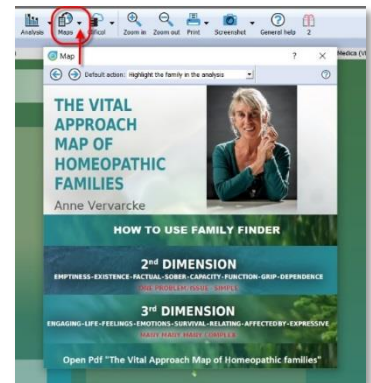 Analysis Maps Zoom in Zoom out Print Screenshot General help 2
Medica (Vi
Map ? ×
Default action: Highlight the family in the analysis
THE VITAL
APPROACH
MAP OF
HOMEOPATHIC
FAMILIES
Anne Vervarcke
HOW TO USE FAMILY FINDER
2nd DIMENSION
EMPTINESS-EXISTENCE-FACTUAL-SOBER-CAPACITY-FUNCTION-GRIP-DEPENDENCE
ONE PROBLEM, ISSUE - SIMPLE
3rd DIMENSION
ENGAGING-LIFE-FEELINGS-EMOTIONS-SURVIVAL-RELATING-AFFECTEDBY-EXPRESSIVE
MANY MANY MANY COMPLEX
Open Pdf "The Vital Approach Map of Homeopathic families"